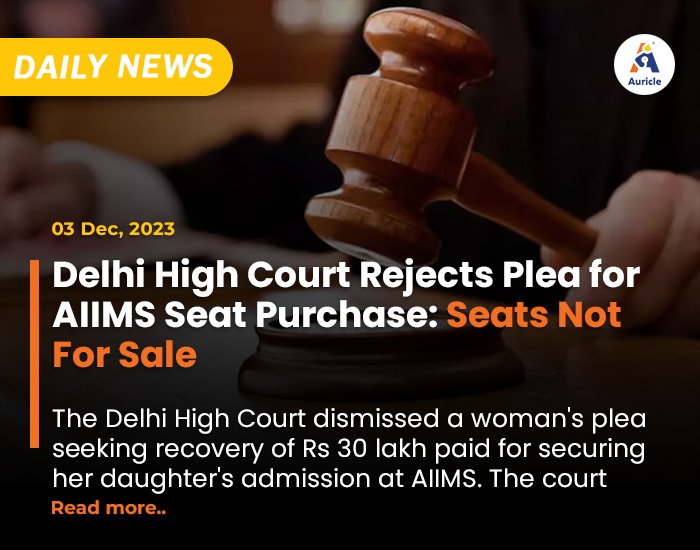 DAILY NEWS
Auricle
03 Dec, 2023
Delhi High Court Rejects Plea for
AIIMS Seat Purchase: Seats Not
For Sale
The Delhi High Court dismissed a woman's plea
seeking recovery of Rs 30 lakh paid for securing
her daughter's admission at AIIMS. The court
Read more..